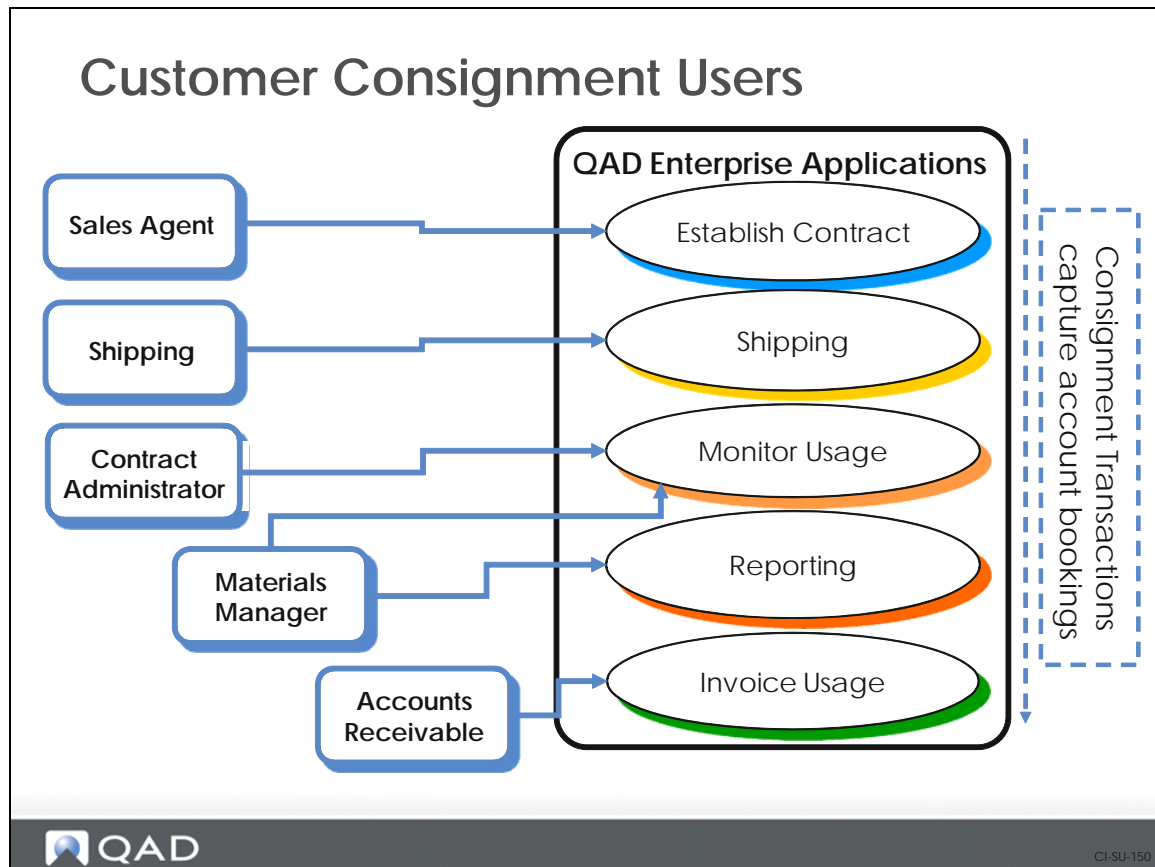 Customer Consignment Users
QAD Enterprise Applications
Sales Agent
Establish Contract
Shipping
Shipping
Contract
Administrator
Monitor Usage
Materials
Manager
Reporting
Accounts
Receivable
Invoice Usage
Consignment Transactions
capture account bookings
QAD
CI-SU-150